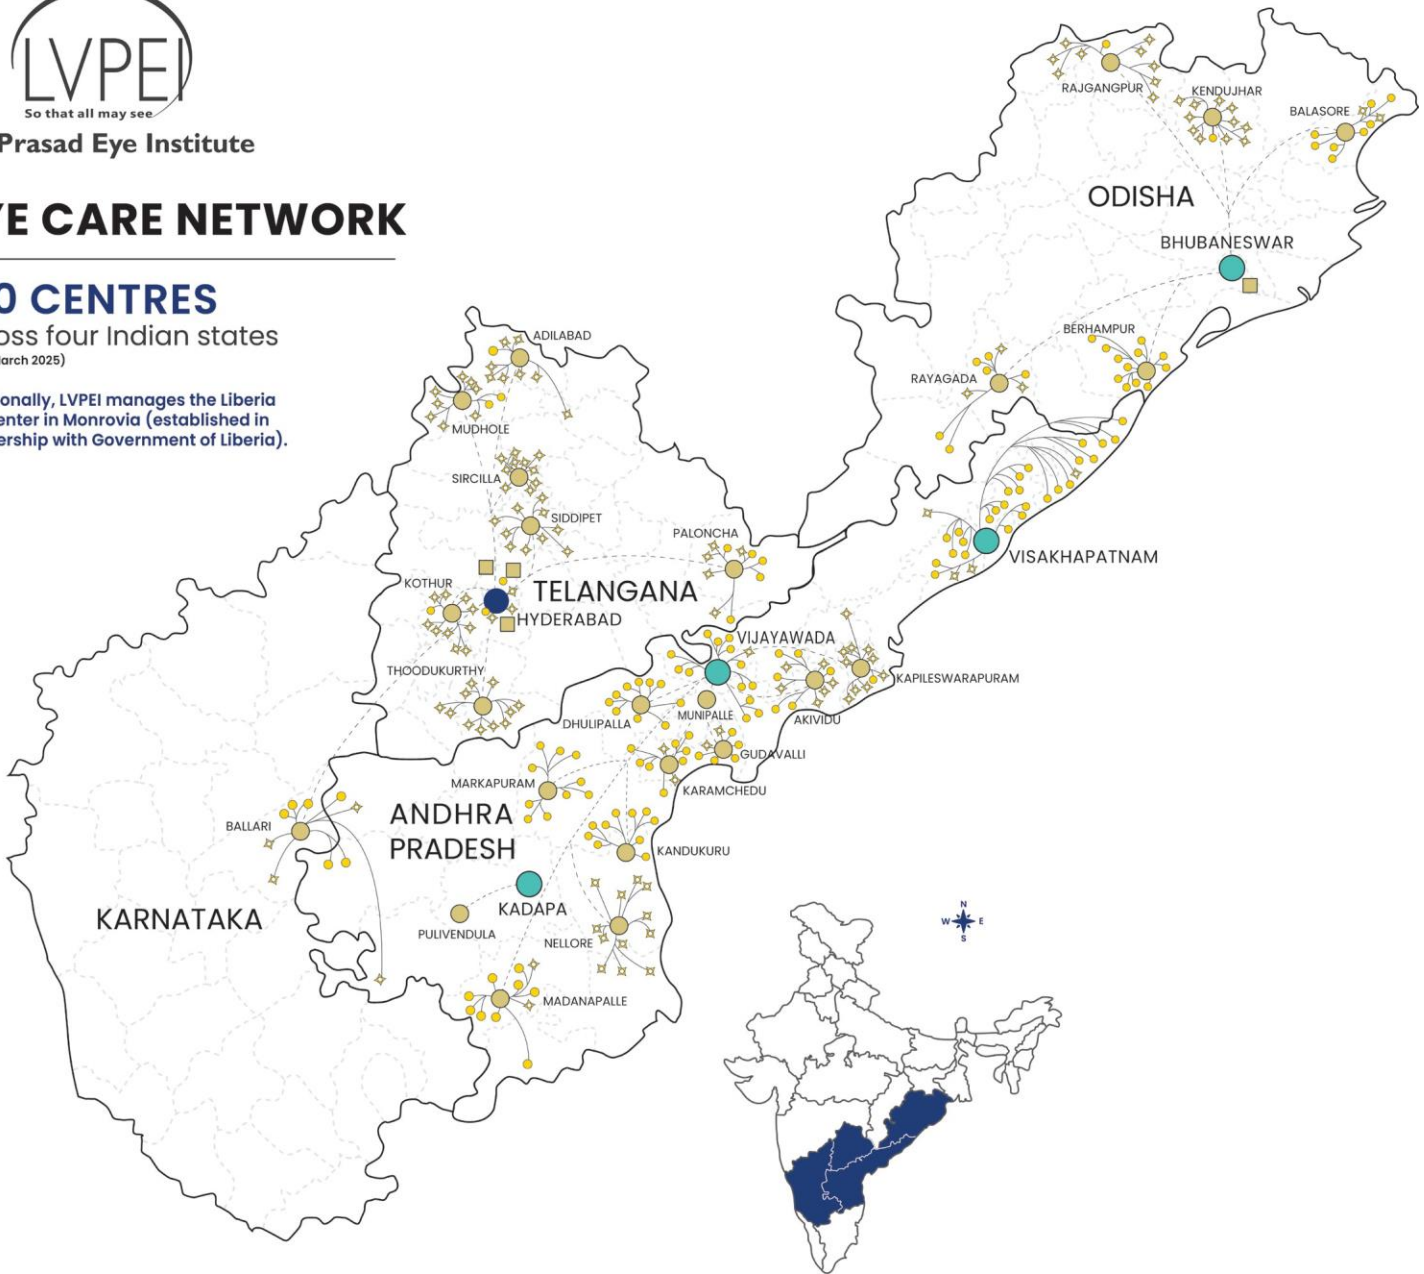 LVPEI
So that all may see
Prasad Eye Institute
YE CARE NETWORK
0 CENTRES
oss four Indian states
arch 2025)
onally, LVPEI manages the Liberia
enter in Monrovia (established in
ership with Government of Liberia).
RAJGANGPUR
KENDUJHAR
BALASORE
ODISHA
BHUBANESWAR
BERHAMPUR
RAYAGADA
ADILABAD
MUDHOLE
SIRCILLA
SIDDIPET
PALONCHA
VISAKHAPATNAM
KOTHUR
TELANGANA
HYDERABAD
VIJAYAWADA
THOODUKURTHY
KAPILESWARAPURAM
DHULIPALLA
MUNIPALLE
AKIVIDU
GUDAVALLI
MARKAPURAM
KARAMCHEDU
ANDHRA
PRADESH
BALLARI
KANDUKURU
KARNATAKA
KADAPA
PULIVENDULA
NELLORE
MADANAPALLE
N
W E
S